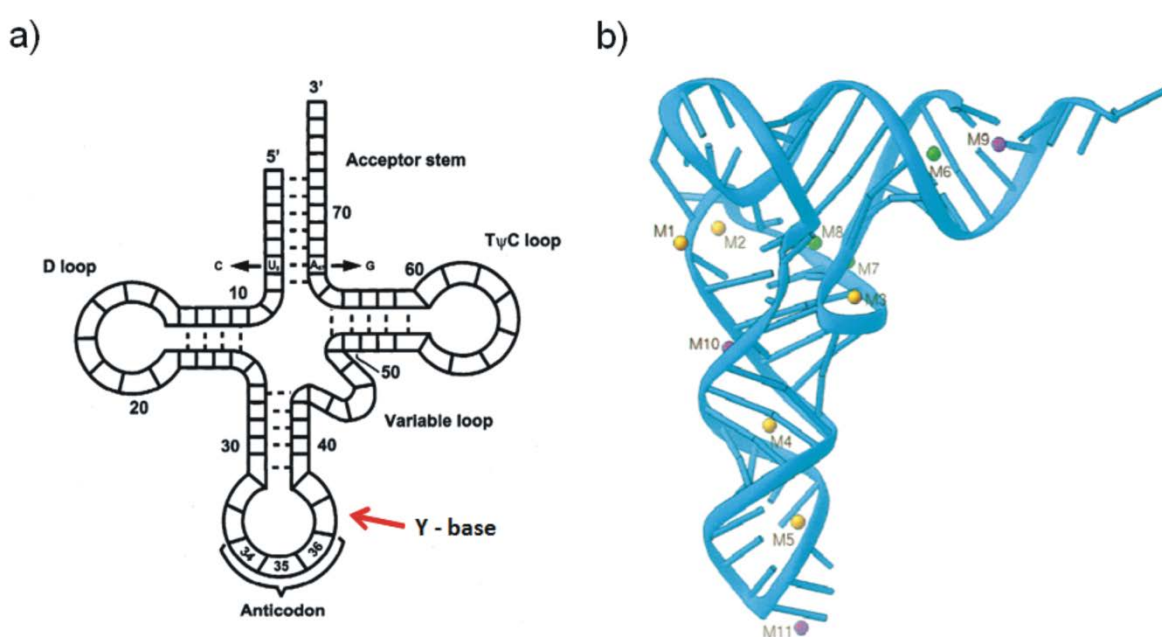 a)
b)
3'
5'
Acceptor stem
70
TψC loop
60
D loop
C
U
A
G
10
50
20
Variable loop
30
40
Y - base
34 35 36
Anticodon
M9
M6
M1
M2
M8
M7
M3
M10
M4
M5
M11